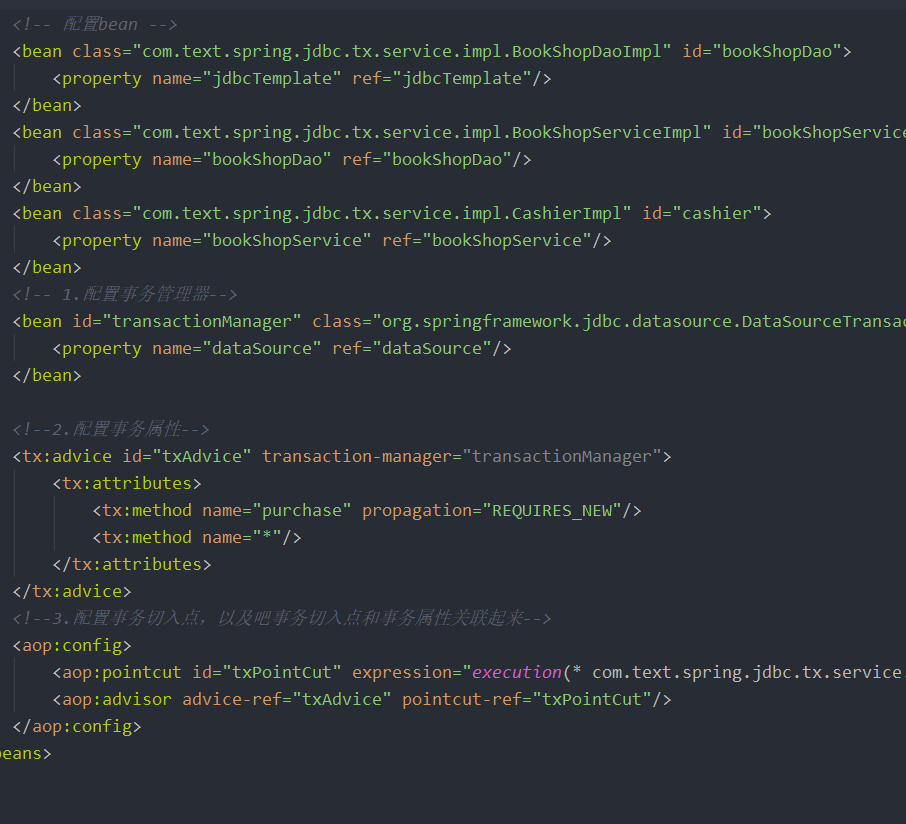 <!-- 配置bean -->
<bean class="com.text.spring.jdbc.tx.service.impl.BookShopDaoImpl" id="bookShopDao">
<property name="jdbcTemplate" ref="jdbcTemplate"/>
</bean>
<bean class="com.text.spring.jdbc.tx.service.impl.BookShopServiceImpl" id="bookShopService
<property name="bookShopDao" ref="bookShopDao"/>
</bean>
<bean class="com.text.spring.jdbc.tx.service.impl.CashierImpl" id="cashier">
<property name="bookShopService" ref="bookShopService"/>
</bean>
<!-- 1.配置事务管理器-->
<bean id="transactionManager" class="org.springframework.jdbc.datasource.DataSourceTransac
<property name="dataSource" ref="dataSource"/>
</bean>
<!--2.配置事务属性-->
<tx:advice id="txAdvice" transaction-manager="transactionManager">
<tx:attributes>
<tx:method name="purchase" propagation="REQUIRES_NEW"/>
<tx:method name="*"/>
</tx:attributes>
</tx:advice>
<!--3.配置事务切入点，以及吧事务切入点和事务属性关联起来-->
<aop:config>
<aop:pointcut id="txPointCut" expression="execution(* com.text.spring.jdbc.tx.service.
<aop:advisor advice-ref="txAdvice" pointcut-ref="txPointCut"/>
</aop:config>
beans>